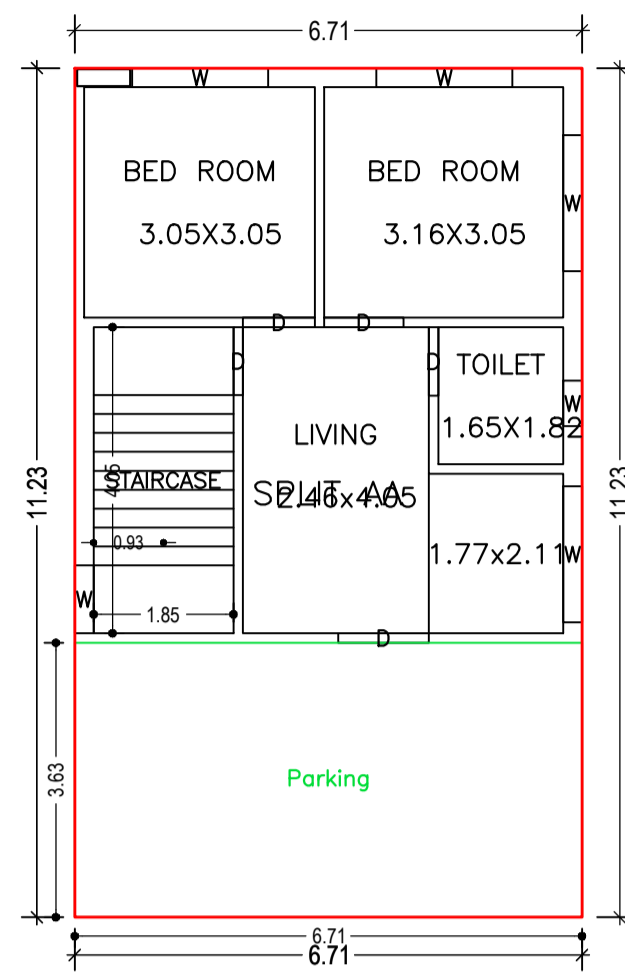 6.71
W W
BED ROOM BED ROOM
3.05X3.05 3.16X3.05
W
D D
D D
TOILET
W
1.65X1.82
LIVING
STAIRCASE
4.05
SPLIT AA
2.46x4.05
11.23 11.23
0.93
1.77x2.11
W
W
1.85
D
3.63
Parking
6.71
6.71